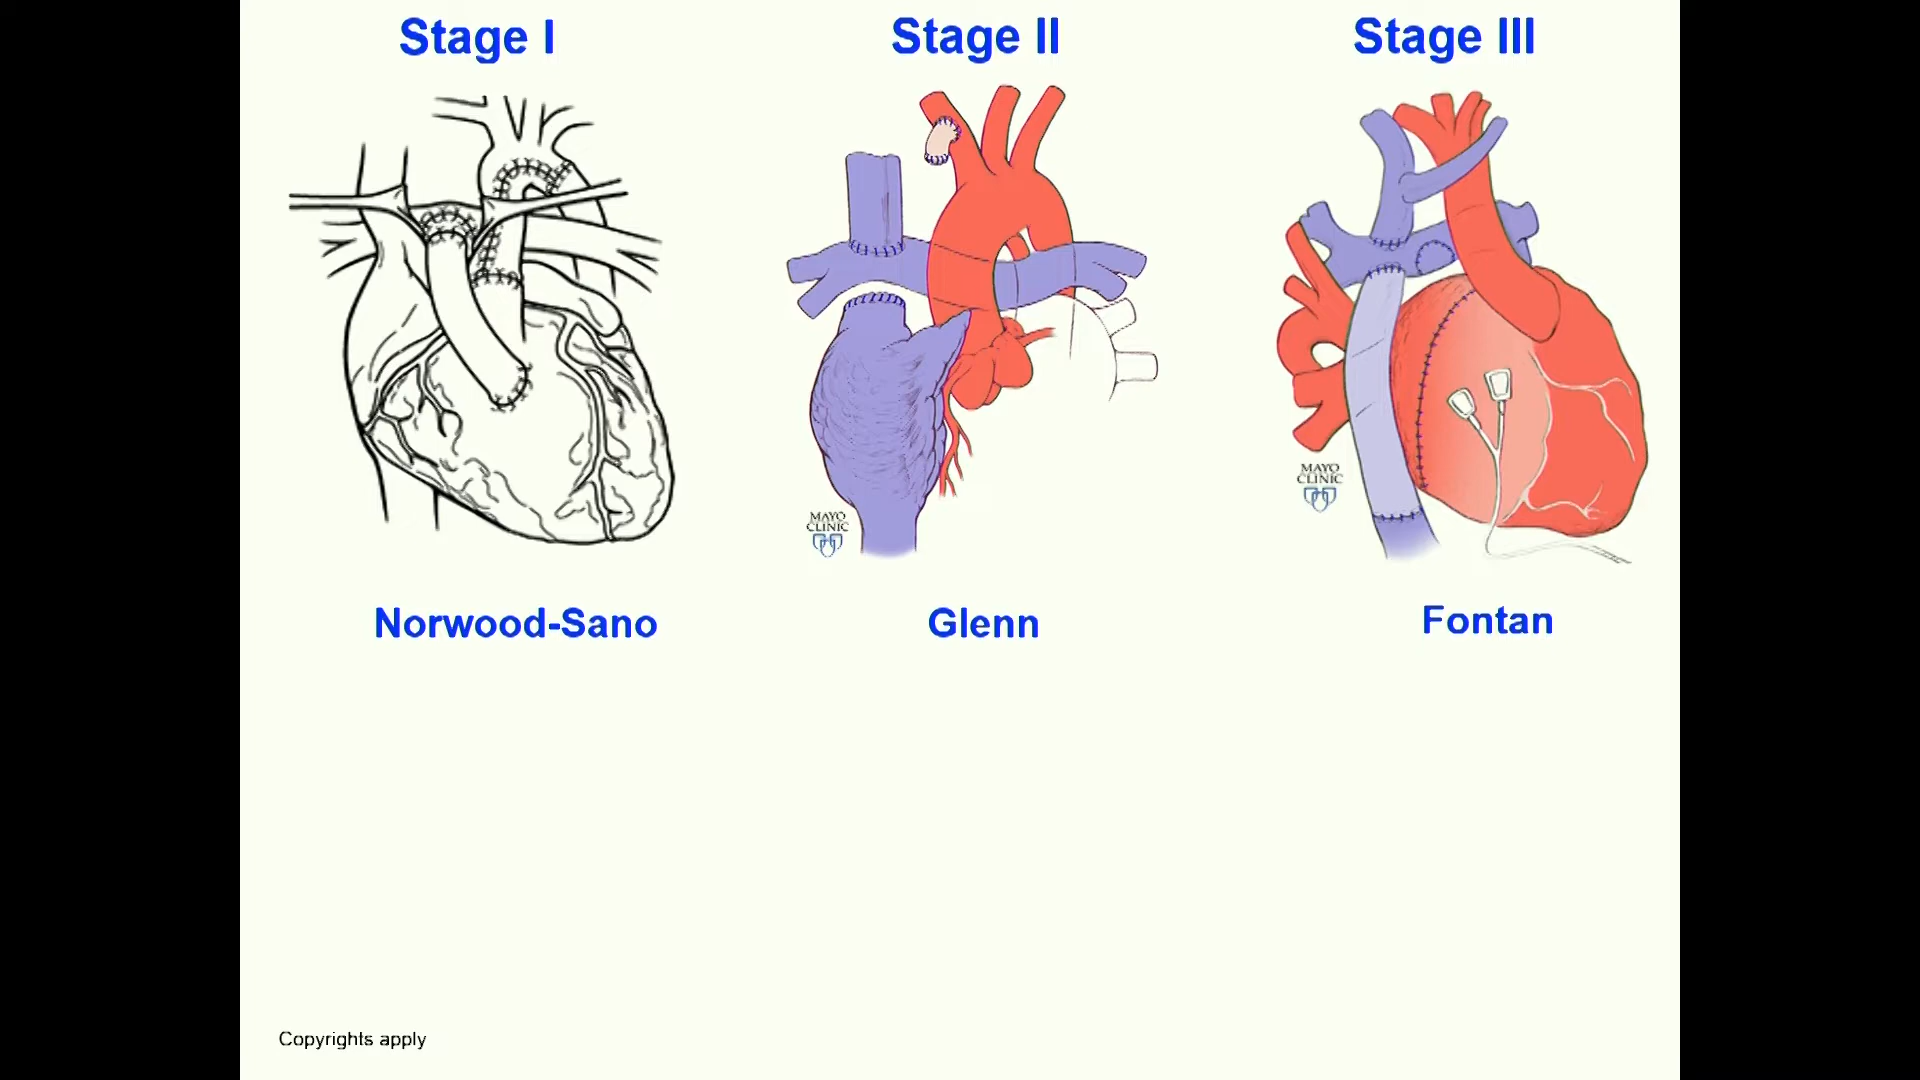 Stage I
Stage II
Stage III
MAYO
CLINIC
MAYO
CLINIC
Norwood-Sano
Glenn
Fontan
Copyrights apply